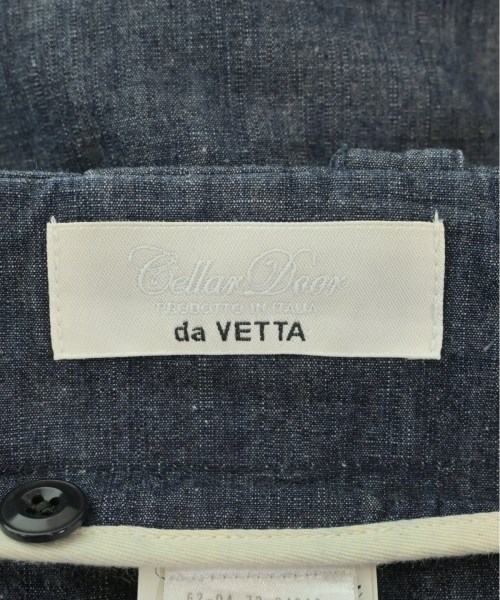 Cellar Door
PRODOTTO IN ITALIA
da VETTA